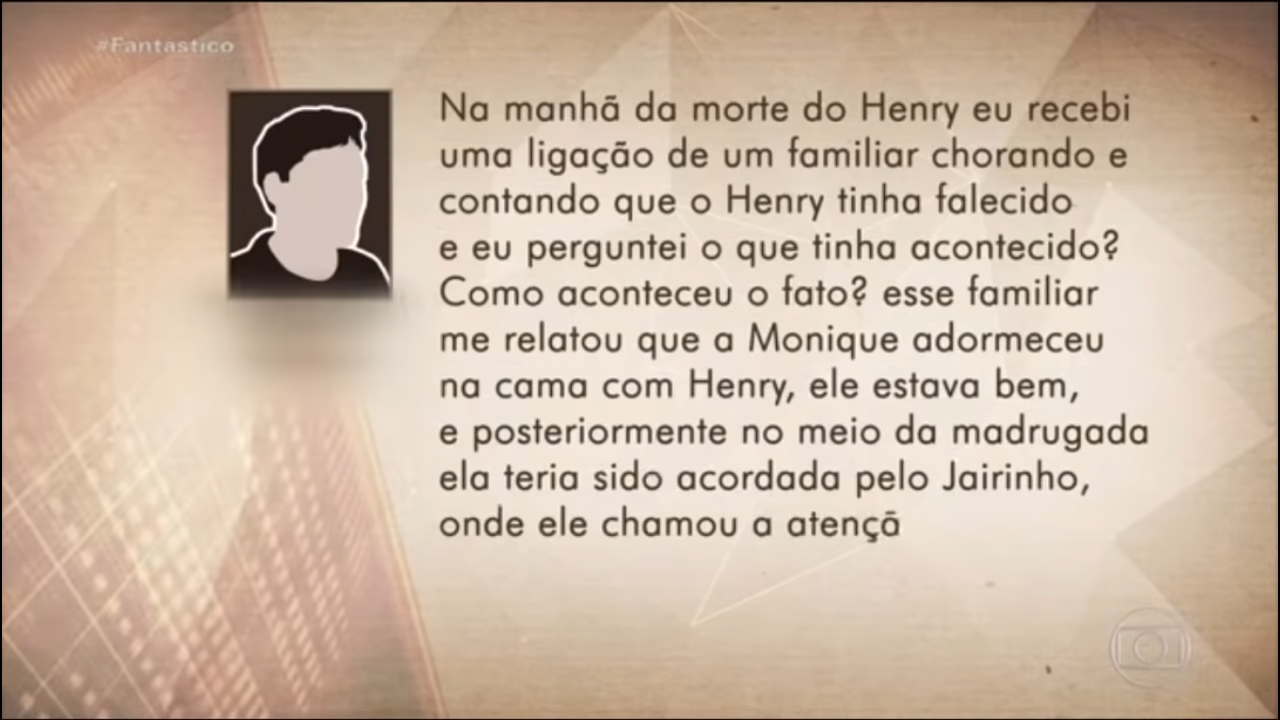 #Fantastico
Na manhã da morte do Henry eu recebi
uma ligação de um familiar chorando e
contando que o Henry tinha falecido
e eu perguntei o que tinha acontecido?
Como aconteceu o fato? esse familiar
me relatou que a Monique adormeceu
na cama com Henry, ele estava bem,
e posteriormente no meio da madrugada
ela teria sido acordada pelo Jairinho,
onde ele chamou a atençã